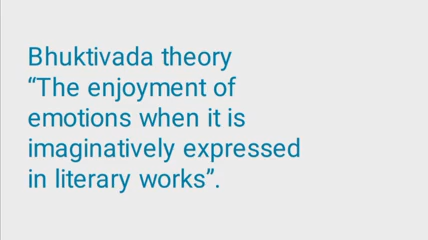 Bhuktivada theory
“The enjoyment of
emotions when it is
imaginatively expressed
in literary works”.